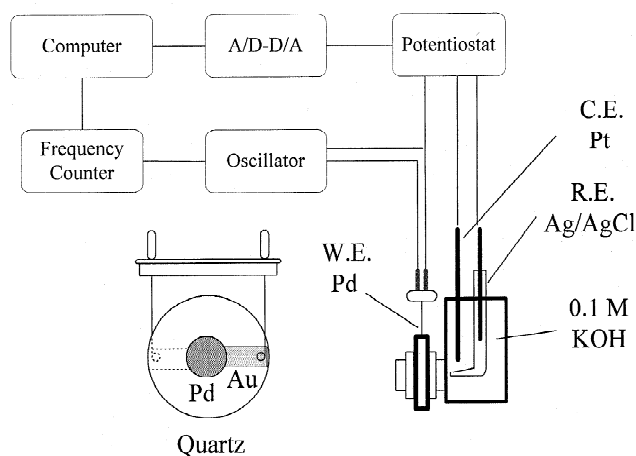 Computer
A/D-D/A
Potentiostat
Frequency
Counter
Oscillator
C.E.
Pt
R.E.
Ag/AgCl
W.E.
Pd
0.1 M
KOH
Pd
Au
Quartz